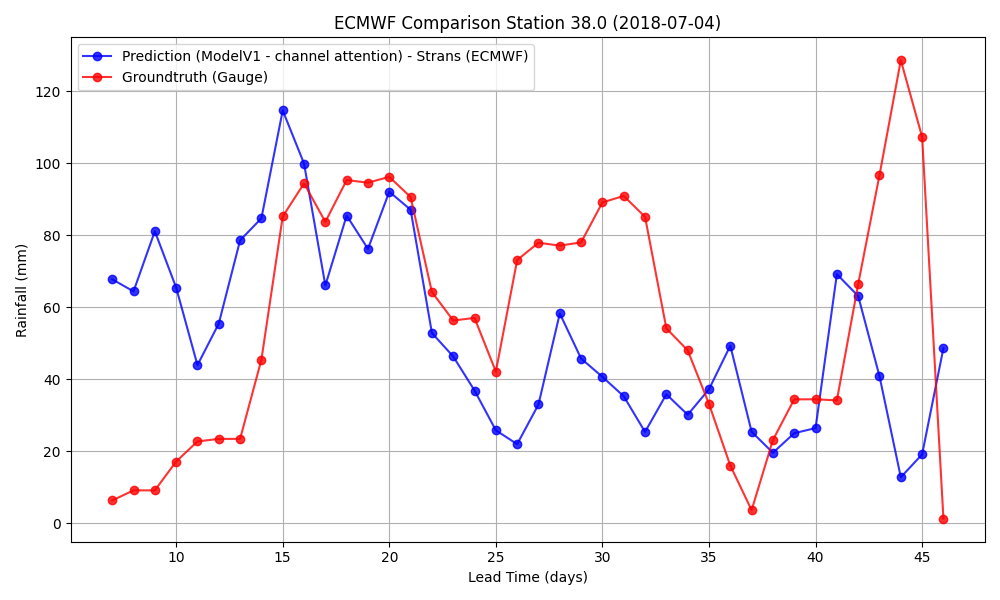 ECMWF Comparison Station 38.0 (2018-07-04)
Prediction (ModelV1 - channel attention) - Strans (ECMWF)
Groundtruth (Gauge)
Rainfall (mm)
120
100
80
60
40
20
0
10 15 20 25 30 35 40 45
Lead Time (days)